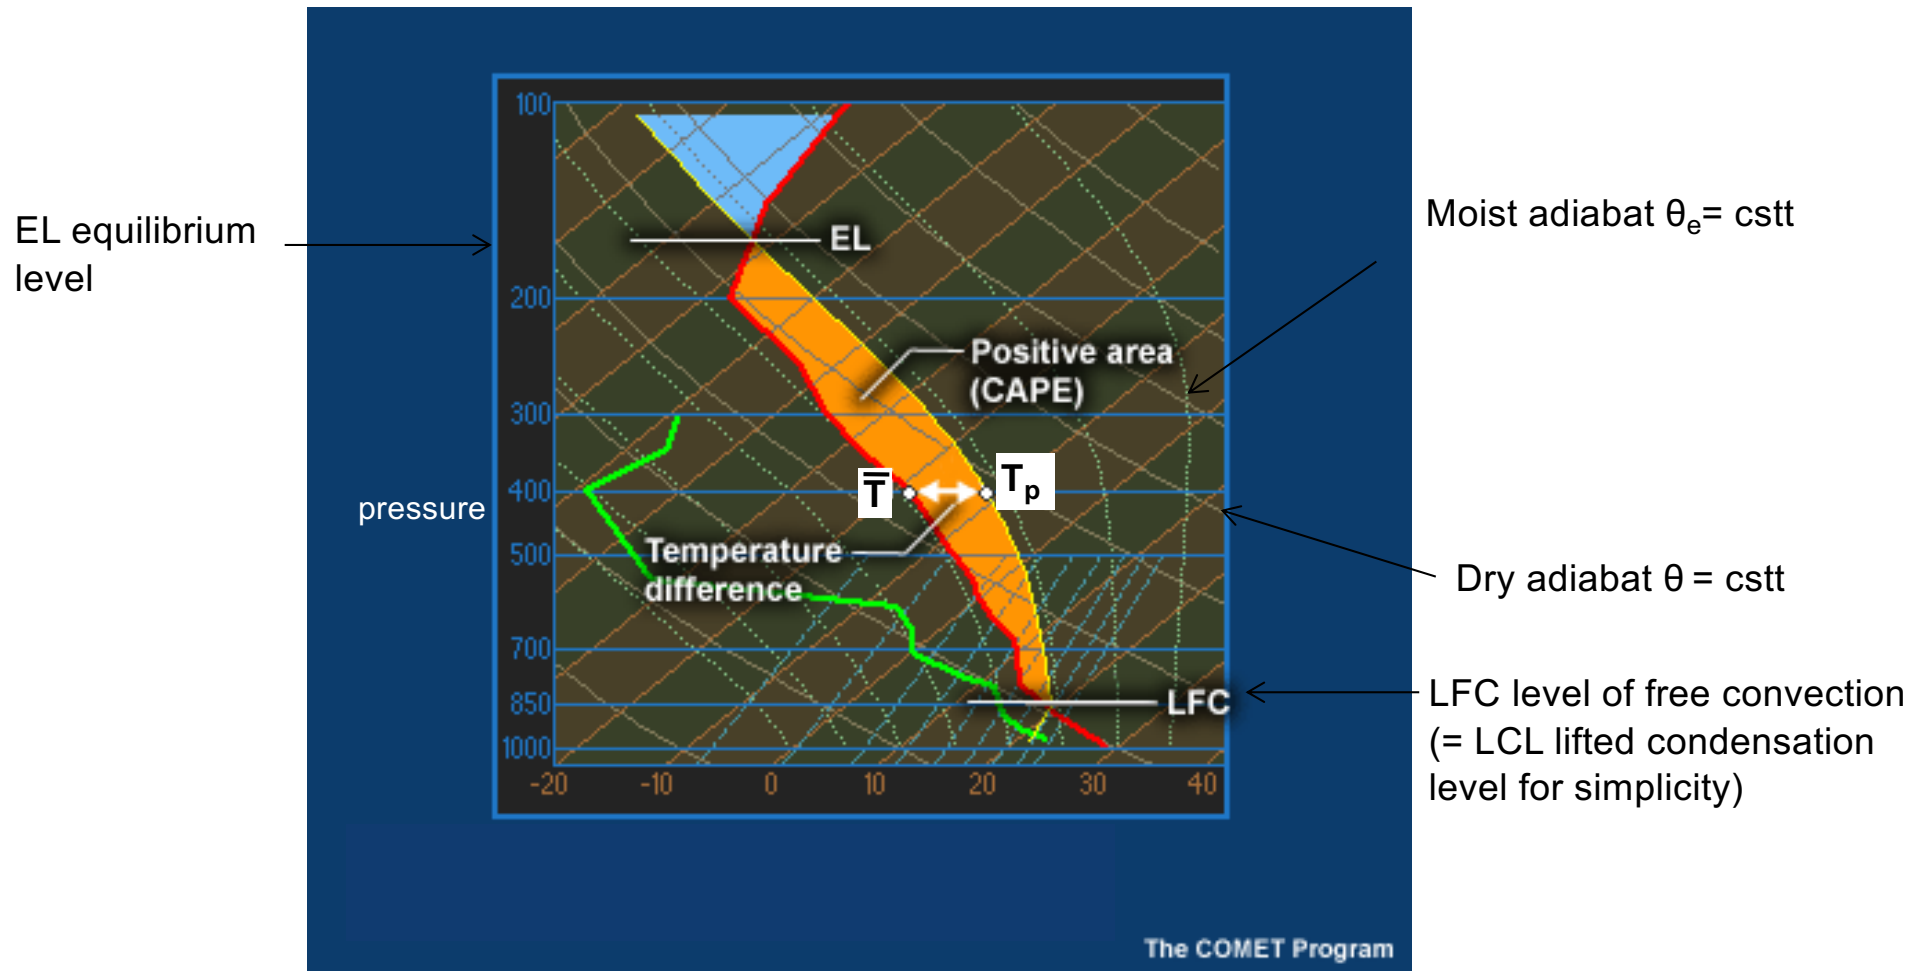 100
EL equilibrium
level
EL
Moist adiabat θe= cstt
200
Positive area
(CAPE)
300
T̅
Tp
400
pressure
500
Temperature
difference
Dry adiabat θ = cstt
700
850
LFC
LFC level of free convection
(= LCL lifted condensation
level for simplicity)
1000
-20 -10 0 10 20 30 40
The COMET Program